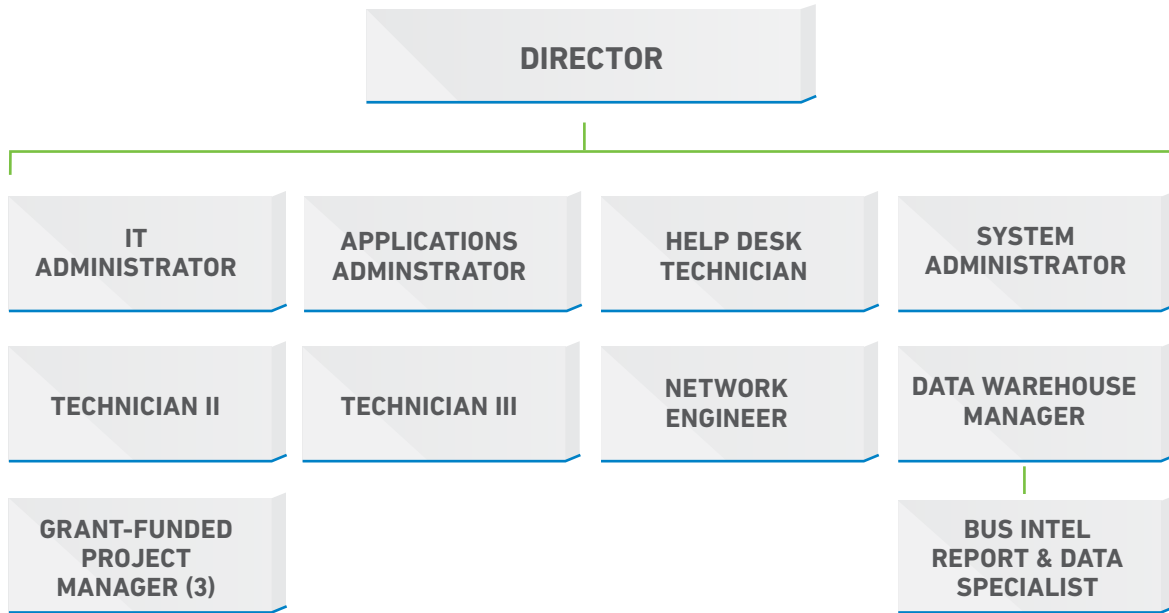 DIRECTOR
IT
ADMINISTRATOR
APPLICATIONS
ADMINSTRATOR
HELP DESK
TECHNICIAN
SYSTEM
ADMINISTRATOR
TECHNICIAN II
TECHNICIAN III
NETWORK
ENGINEER
DATA WAREHOUSE
MANAGER
GRANT-FUNDED
PROJECT
MANAGER (3)
BUS INTEL
REPORT & DATA
SPECIALIST